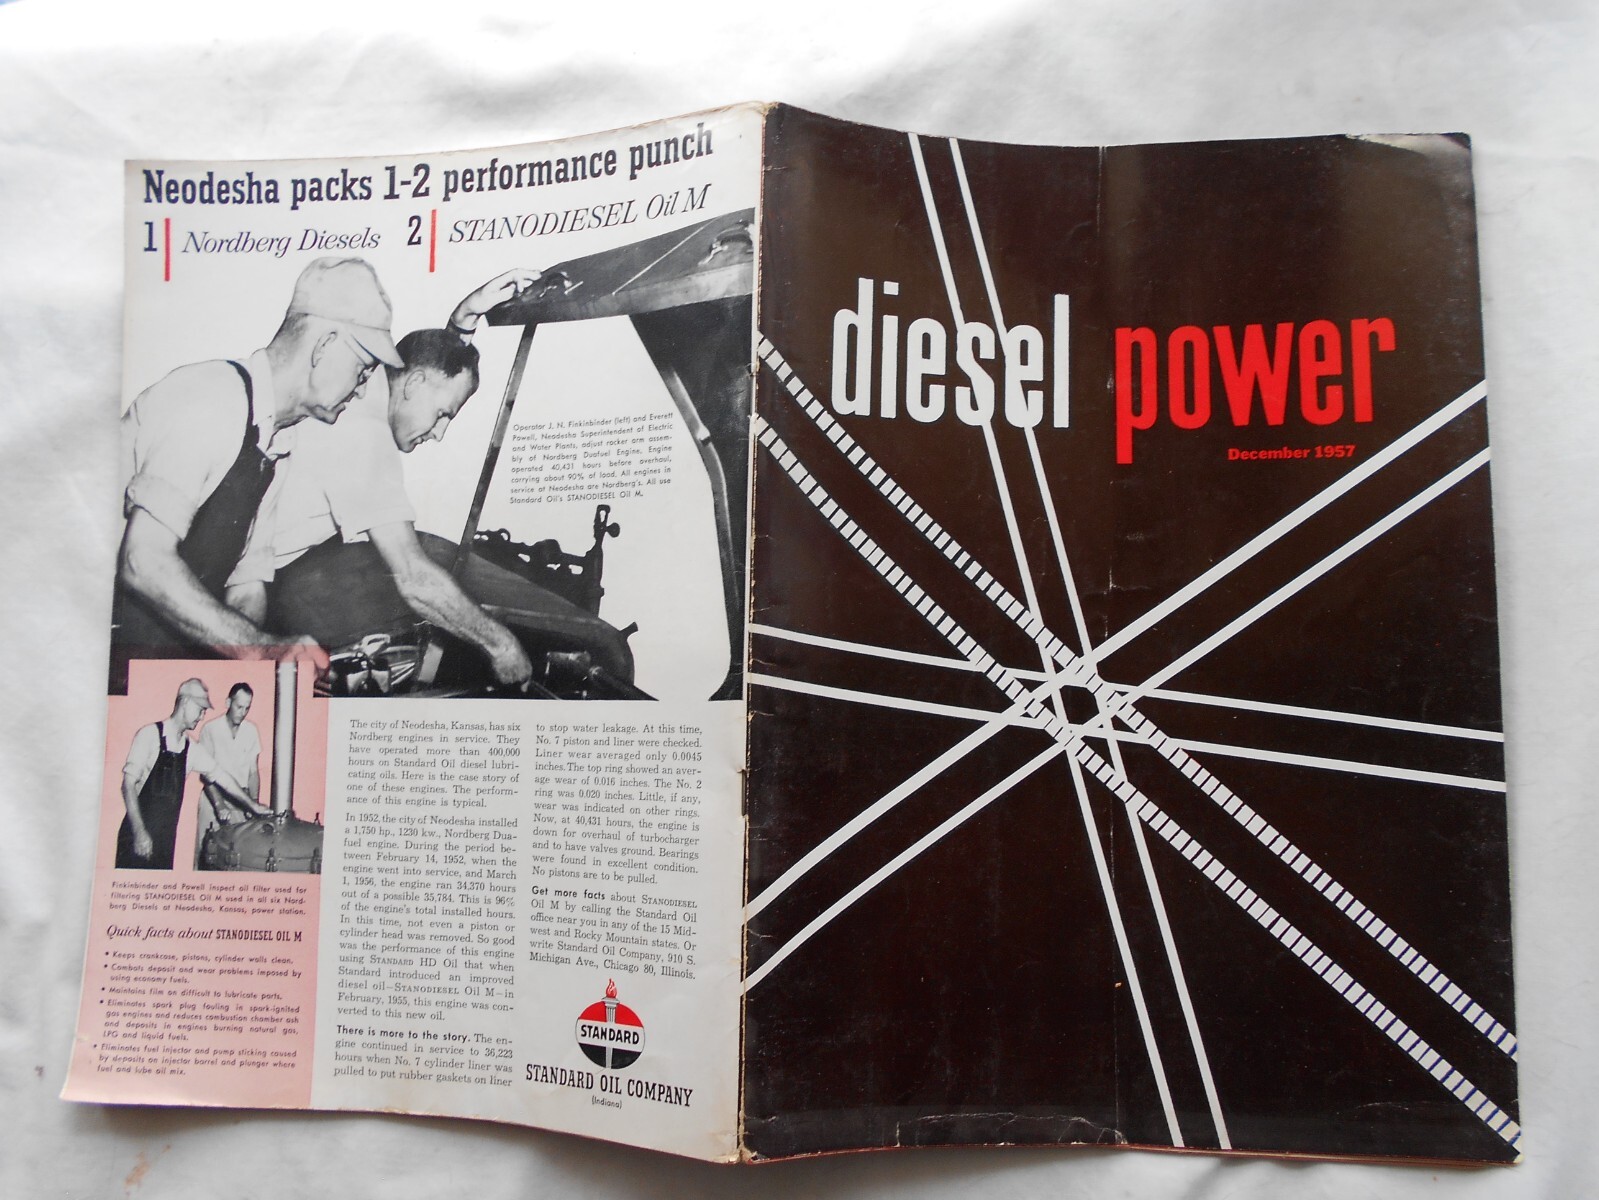 Neodesha packs 1-2 performance punch
1 Nordberg Diesels 2 STANODIESEL Oil M
Operator J. N. Finkinbinder (left) and Everett
Powell, Neodesha Superintendent of Electric
and Water Plants, adjust rocker arm assem-
bly of Nordberg Duafuel Engine. Engine
operated 40,431 hours before overhaul,
carrying about 90% of load. All engines in
service at Neodesha are Nordberg's. All use
Standard Oil's STANODIESEL Oil M.
Finkinbinder and Powell inspect oil filter used for
filtering STANODIESEL Oil M used in all six Nord-
berg Diesels at Neodesha, Kansas, power station.
Quick facts about STANODIESEL OIL M
• Keeps crankcase, pistons, cylinder walls clean.
• Combats deposit and wear problems imposed by
using economy fuels.
• Maintains film on difficult to lubricate parts.
• Eliminates spark plug fouling in spark-ignited
gas engines and reduces combustion chamber ash
and deposits in engines burning natural gas,
LPG and liquid fuels.
• Eliminates fuel injector and pump sticking caused
by deposits on injector barrel and plunger where
fuel and lube oil mix.
The city of Neodesha, Kansas, has six
Nordberg engines in service. They
have operated more than 400,000
hours on Standard Oil diesel lubri-
cating oils. Here is the case story of
one of these engines. The perform-
ance of this engine is typical.
In 1952, the city of Neodesha installed
a 1,750 hp., 1230 kw., Nordberg Dua-
fuel engine. During the period be-
tween February 14, 1952, when the
engine went into service, and March
1, 1956, the engine ran 34,370 hours
out of a possible 35,784. This is 96%
of the engine's total installed hours.
In this time, not even a piston or
cylinder head was removed. So good
was the performance of this engine
using STANDARD HD Oil that when
Standard introduced an improved
diesel oil—STANODIESEL Oil M—in
February, 1955, this engine was con-
verted to this new oil.
There is more to the story. The en-
gine continued in service to 36,223
hours when No. 7 cylinder liner was
pulled to put rubber gaskets on liner
to stop water leakage. At this time,
No. 7 piston and liner were checked.
Liner wear averaged only 0.0045
inches. The top ring showed an aver-
age wear of 0.016 inches. The No. 2
ring was 0.020 inches. Little, if any,
wear was indicated on other rings.
Now, at 40,431 hours, the engine is
down for overhaul of turbocharger
and to have valves ground. Bearings
were found in excellent condition.
No pistons are to be pulled.
Get more facts about STANODIESEL
Oil M by calling the Standard Oil
office near you in any of the 15 Mid-
west and Rocky Mountain states. Or
write Standard Oil Company, 910 S.
Michigan Ave., Chicago 80, Illinois.
STANDARD
STANDARD OIL COMPANY
(Indiana)
diesel power
December 1957